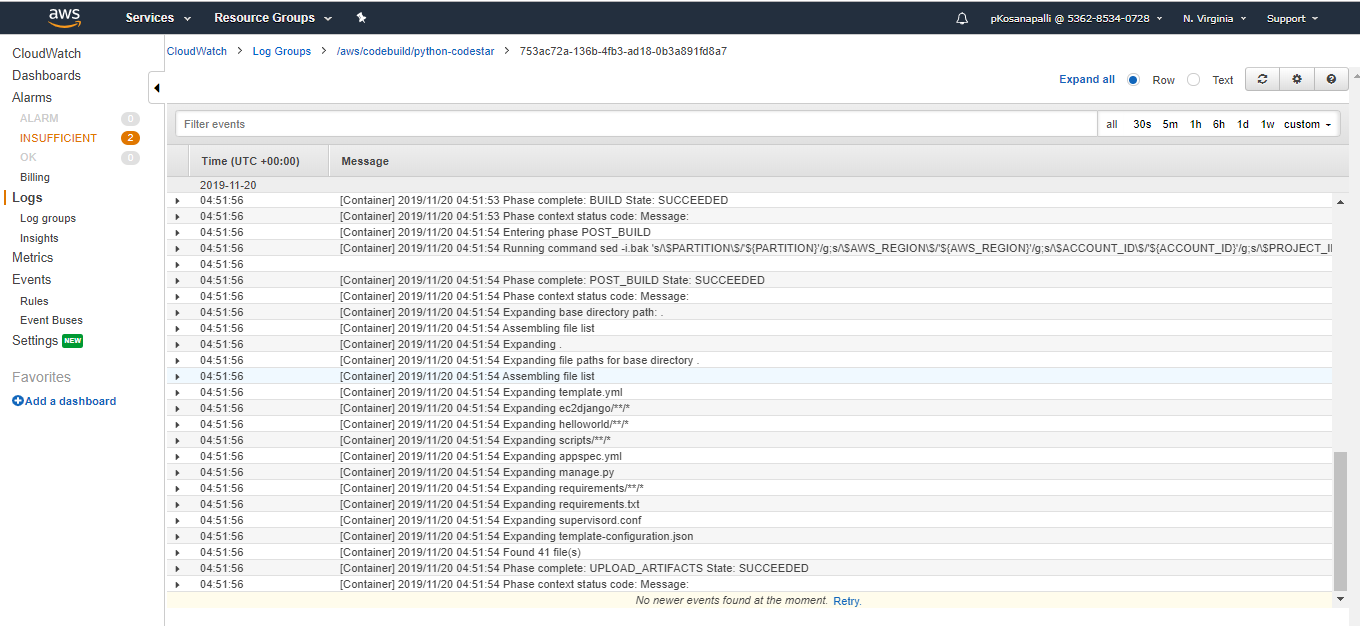 aws Services Resource Groups pKosanapalli @ 5362-8534-0728 N. Virginia Support
CloudWatch
Dashboards
Alarms
ALARM 0
INSUFFICIENT 2
OK 0
Billing
Logs
Log groups
Insights
Metrics
Events
Rules
Event Buses
Settings NEW
Favorites
Add a dashboard
CloudWatch > Log Groups > /aws/codebuild/python-codestar > 753ac72a-136b-4fb3-ad18-0b3a891fd8a7
Expand all Row Text
Filter events all 30s 5m 1h 6h 1d 1w custom
Time (UTC +00:00) Message
2019-11-20
04:51:56 [Container] 2019/11/20 04:51:53 Phase complete: BUILD State: SUCCEEDED
04:51:56 [Container] 2019/11/20 04:51:53 Phase context status code: Message:
04:51:56 [Container] 2019/11/20 04:51:54 Entering phase POST_BUILD
04:51:56 [Container] 2019/11/20 04:51:54 Running command sed -i.bak 's/\$PARTITION\$/'${PARTITION}'/g;s/\$AWS_REGION\$/'${AWS_REGION}'/g;s/\$ACCOUNT_ID\$/'${ACCOUNT_ID}'/g;s/\$PROJECT_I
04:51:56
04:51:56 [Container] 2019/11/20 04:51:54 Phase complete: POST_BUILD State: SUCCEEDED
04:51:56 [Container] 2019/11/20 04:51:54 Phase context status code: Message:
04:51:56 [Container] 2019/11/20 04:51:54 Expanding base directory path: .
04:51:56 [Container] 2019/11/20 04:51:54 Assembling file list
04:51:56 [Container] 2019/11/20 04:51:54 Expanding .
04:51:56 [Container] 2019/11/20 04:51:54 Expanding file paths for base directory .
04:51:56 [Container] 2019/11/20 04:51:54 Assembling file list
04:51:56 [Container] 2019/11/20 04:51:54 Expanding template.yml
04:51:56 [Container] 2019/11/20 04:51:54 Expanding ec2django/**/*
04:51:56 [Container] 2019/11/20 04:51:54 Expanding helloworld/**/*
04:51:56 [Container] 2019/11/20 04:51:54 Expanding scripts/**/*
04:51:56 [Container] 2019/11/20 04:51:54 Expanding appspec.yml
04:51:56 [Container] 2019/11/20 04:51:54 Expanding manage.py
04:51:56 [Container] 2019/11/20 04:51:54 Expanding requirements/**/*
04:51:56 [Container] 2019/11/20 04:51:54 Expanding requirements.txt
04:51:56 [Container] 2019/11/20 04:51:54 Expanding supervisord.conf
04:51:56 [Container] 2019/11/20 04:51:54 Expanding template-configuration.json
04:51:56 [Container] 2019/11/20 04:51:54 Found 41 file(s)
04:51:56 [Container] 2019/11/20 04:51:54 Phase complete: UPLOAD_ARTIFACTS State: SUCCEEDED
04:51:56 [Container] 2019/11/20 04:51:54 Phase context status code: Message:
No newer events found at the moment. Retry.